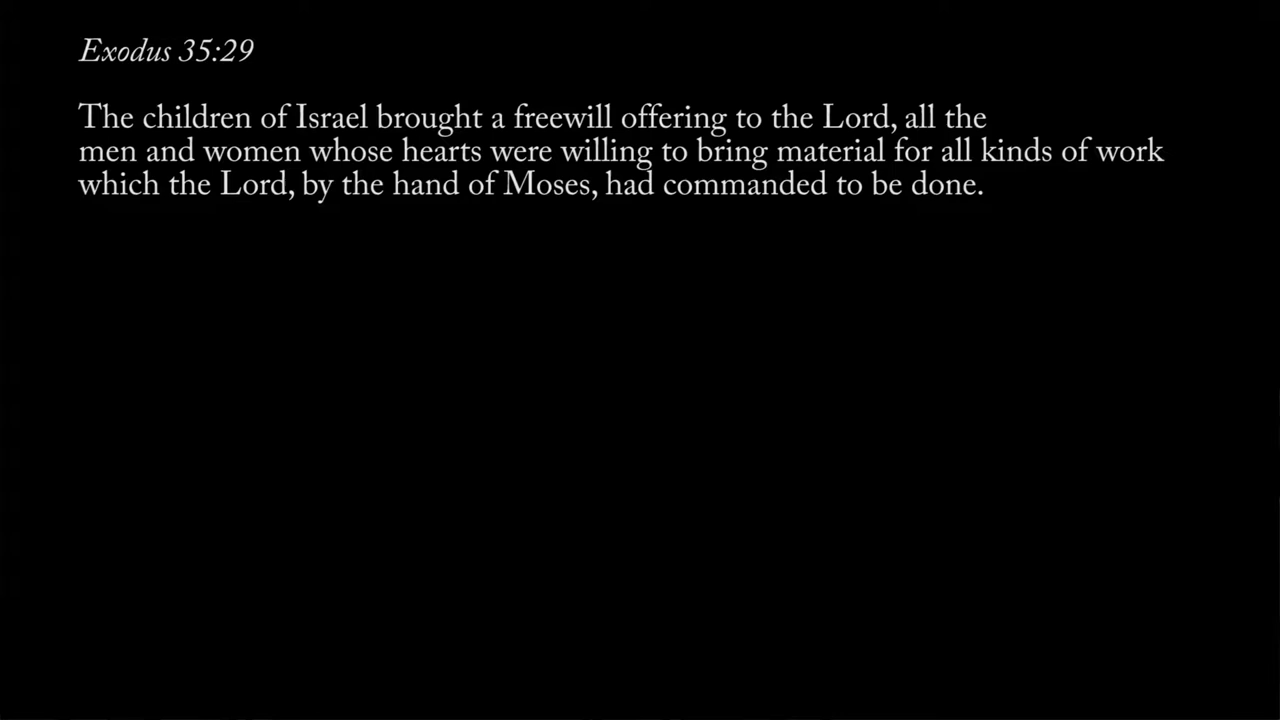 Exodus 35:29
The children of Israel brought a freewill offering to the Lord, all the
men and women whose hearts were willing to bring material for all kinds of work
which the Lord, by the hand of Moses, had commanded to be done.